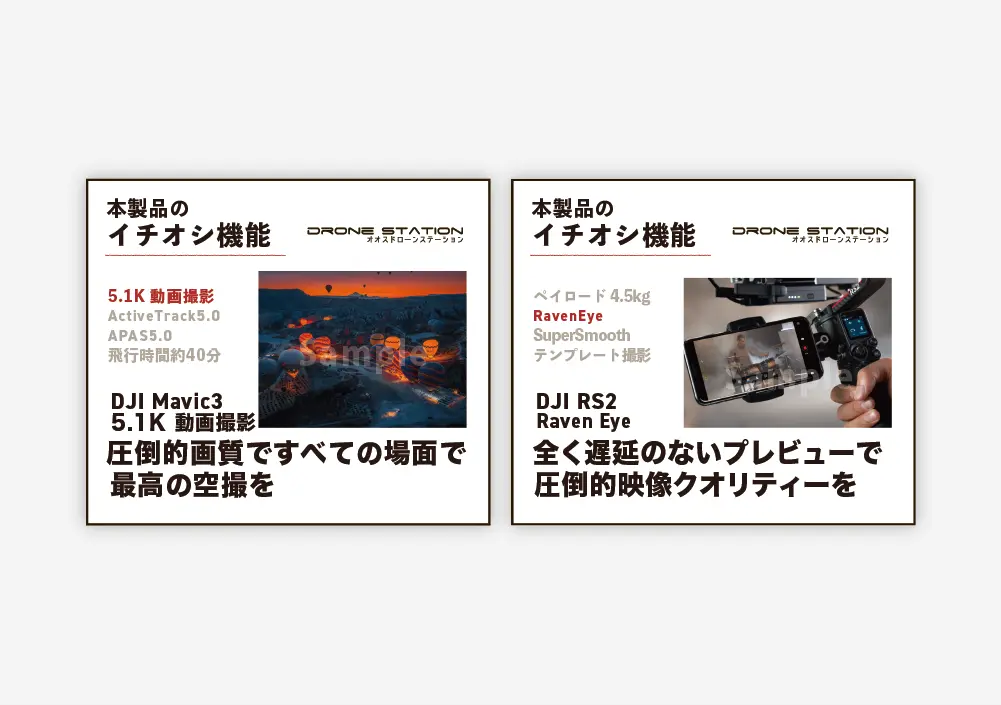 本製品の
イチオシ機能
DRONE STATION
オオスドローンステーション
5.1K 動画撮影
ActiveTrack5.0
APAS5.0
飛行時間約40分
Sample
DJI Mavic3
5.1K 動画撮影
圧倒的画質ですべての場面で
最高の空撮を
本製品の
イチオシ機能
DRONE STATION
オオスドローンステーション
ペイロード 4.5kg
RavenEye
SuperSmooth
テンプレート撮影
Sample
DJI RS2
Raven Eye
全く遅延のないプレビューで
圧倒的映像クオリティーを